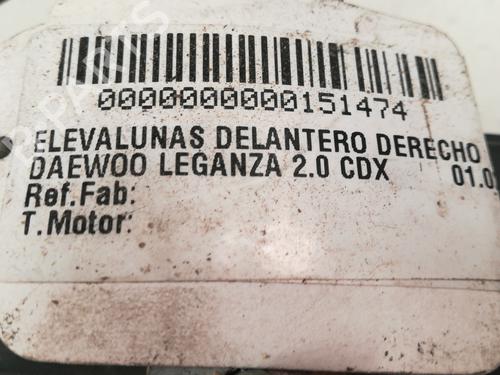 0000000000151474
ELEVALUNAS DELANTERO DERECHO
DAEWOO LEGANZA 2.0 CDX 01.0
Ref.Fab:
T.Motor: